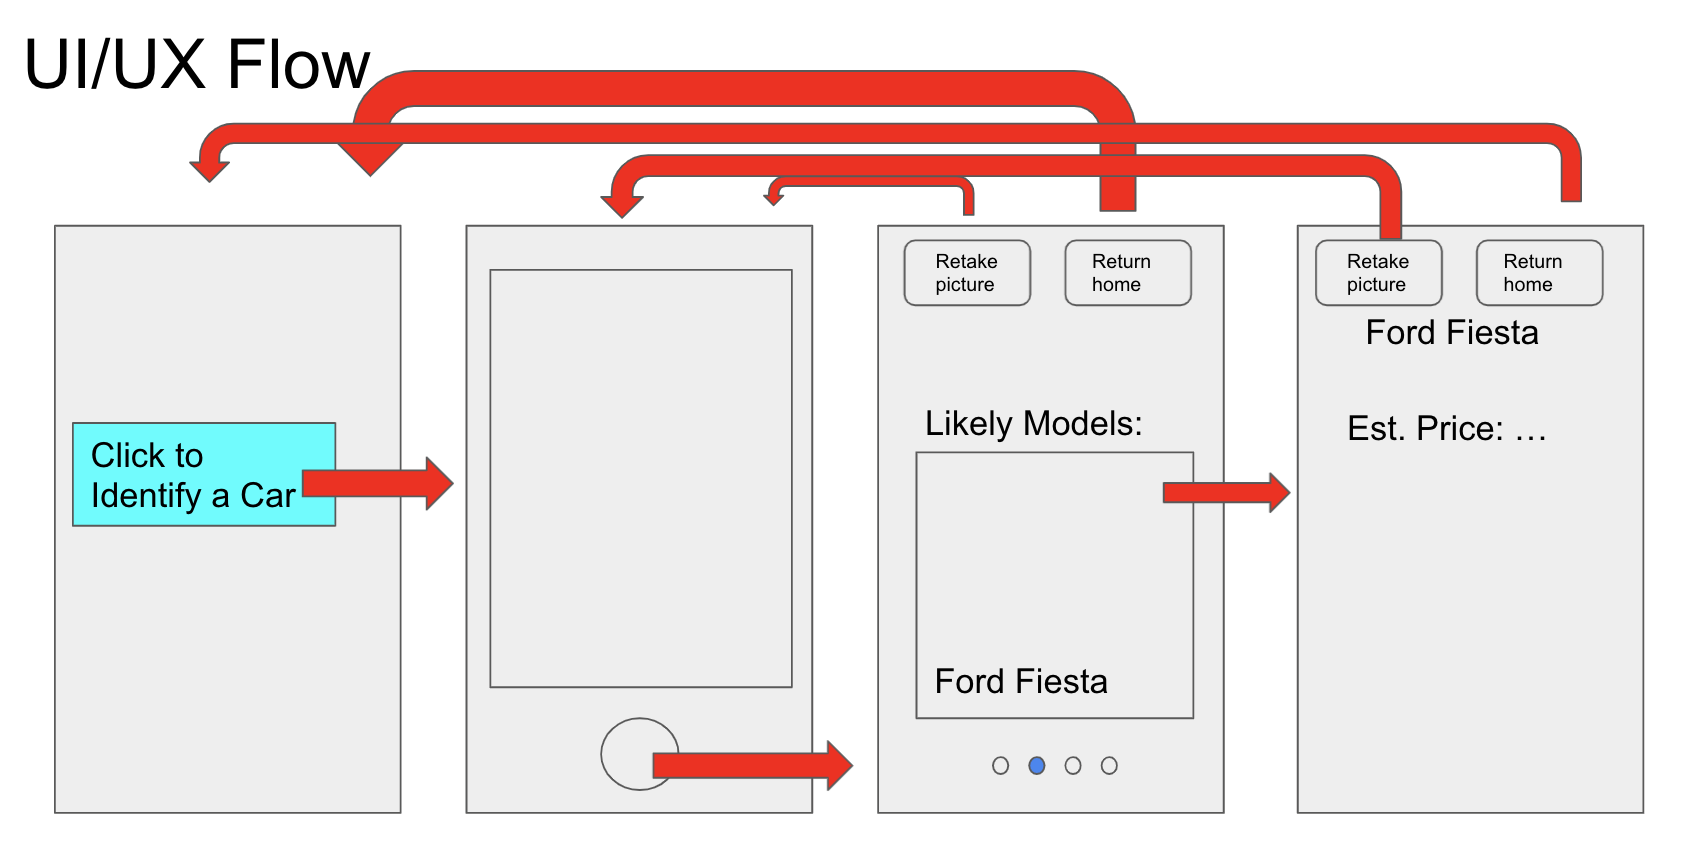 UI/UX Flow
Click to
Identify a Car
Retake
picture
Return
home
Likely Models:
Ford Fiesta
Retake
picture
Return
home
Ford Fiesta
Est. Price: …